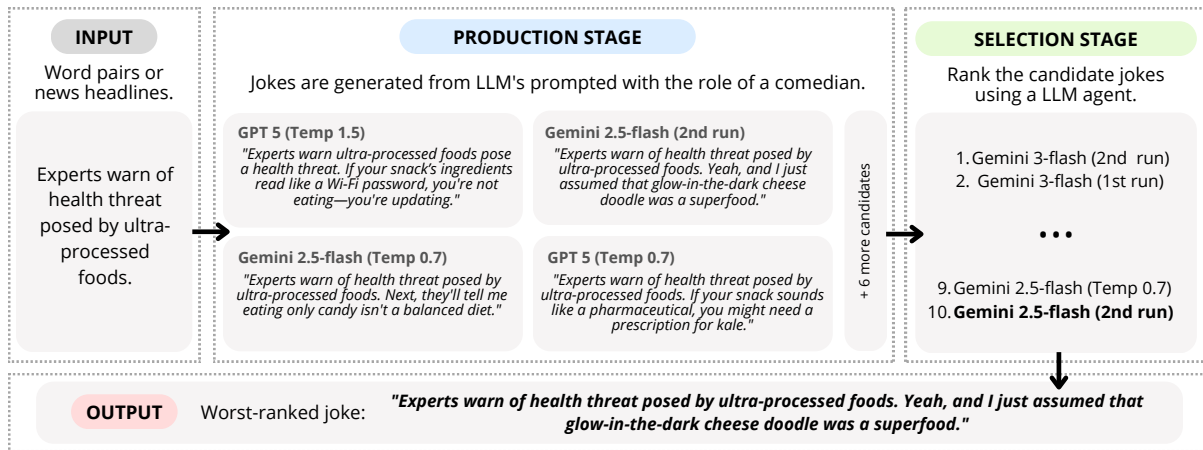 INPUT
Word pairs or
news headlines.
Experts warn of
health threat
posed by ultra-
processed
foods.
PRODUCTION STAGE
Jokes are generated from LLM's prompted with the role of a comedian.
GPT 5 (Temp 1.5)
"Experts warn ultra-processed foods pose
a health threat. If your snack's ingredients
read like a Wi-Fi password, you're not
eating—you're updating."
Gemini 2.5-flash (2nd run)
"Experts warn of health threat posed by
ultra-processed foods. Yeah, and I just
assumed that glow-in-the-dark cheese
doodle was a superfood."
Gemini 2.5-flash (Temp 0.7)
"Experts warn of health threat posed by
ultra-processed foods. Next, they'll tell me
eating only candy isn't a balanced diet."
GPT 5 (Temp 0.7)
"Experts warn of health threat posed by
ultra-processed foods. If your snack sounds
like a pharmaceutical, you might need a
prescription for kale."
+ 6 more candidates
SELECTION STAGE
Rank the candidate jokes
using a LLM agent.
1. Gemini 3-flash (2nd run)
2. Gemini 3-flash (1st run)
...
9. Gemini 2.5-flash (Temp 0.7)
10. Gemini 2.5-flash (2nd run)
OUTPUT
Worst-ranked joke:
"Experts warn of health threat posed by ultra-processed foods. Yeah, and I just assumed that
glow-in-the-dark cheese doodle was a superfood."